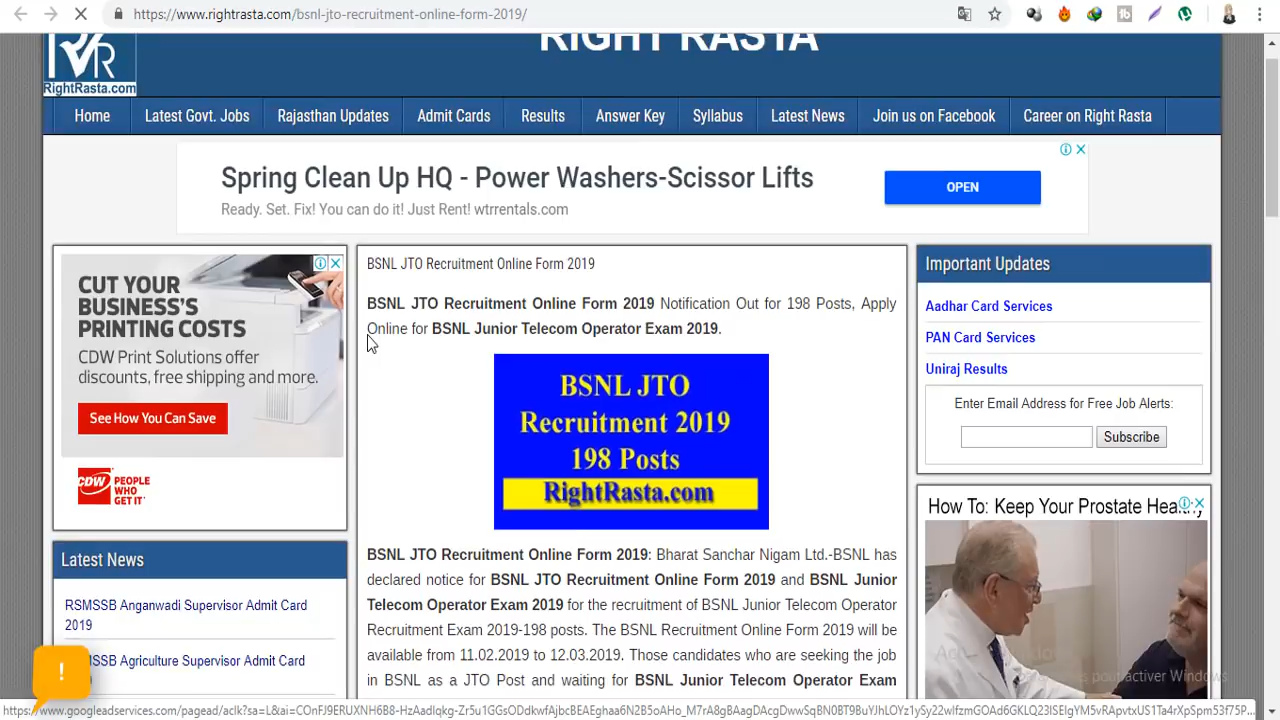 https://www.rightrasta.com/bsnl-jto-recruitment-online-form-2019/
RIGHT RASTA
RightRasta.com
Home
Latest Govt. Jobs
Rajasthan Updates
Admit Cards
Results
Answer Key
Syllabus
Latest News
Join us on Facebook
Career on Right Rasta
Spring Clean Up HQ - Power Washers-Scissor Lifts
Ready. Set. Fix! You can do it! Just Rent! wtrrentals.com
OPEN
CUT YOUR
BUSINESS'S
PRINTING COSTS
CDW Print Solutions offer
discounts, free shipping and more.
See How You Can Save
CDW
PEOPLE
WHO
GET IT
Latest News
RSMSSB Anganwadi Supervisor Admit Card
2019
SSB Agriculture Supervisor Admit Card
BSNL JTO Recruitment Online Form 2019
BSNL JTO Recruitment Online Form 2019 Notification Out for 198 Posts, Apply
Online for BSNL Junior Telecom Operator Exam 2019.
BSNL JTO
Recruitment 2019
198 Posts
RightRasta.com
BSNL JTO Recruitment Online Form 2019: Bharat Sanchar Nigam Ltd.-BSNL has
declared notice for BSNL JTO Recruitment Online Form 2019 and BSNL Junior
Telecom Operator Exam 2019 for the recruitment of BSNL Junior Telecom Operator
Recruitment Exam 2019-198 posts. The BSNL Recruitment Online Form 2019 will be
available from 11.02.2019 to 12.03.2019. Those candidates who are seeking the job
in BSNL as a JTO Post and waiting for BSNL Junior Telecom Operator Exam
Important Updates
Aadhar Card Services
PAN Card Services
Uniraj Results
Enter Email Address for Free Job Alerts:
Subscribe
How To: Keep Your Prostate